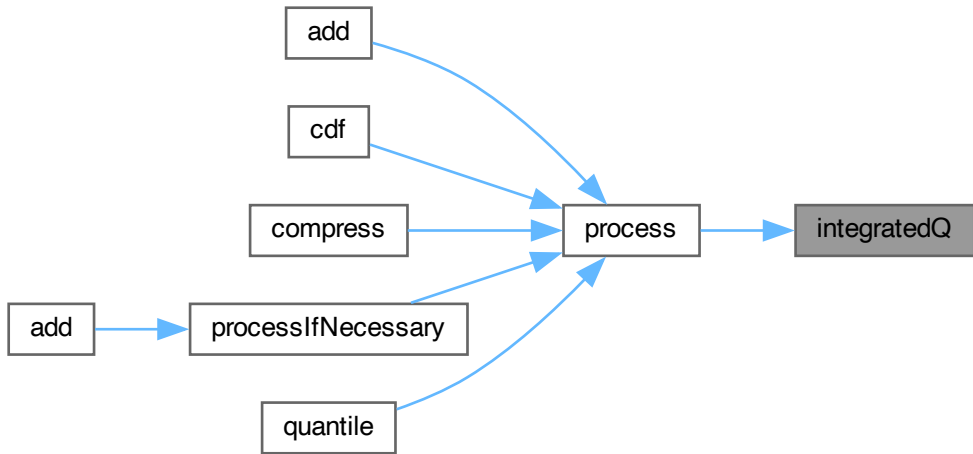 add
cdf
compress
process
integratedQ
add
processIfNecessary
quantile